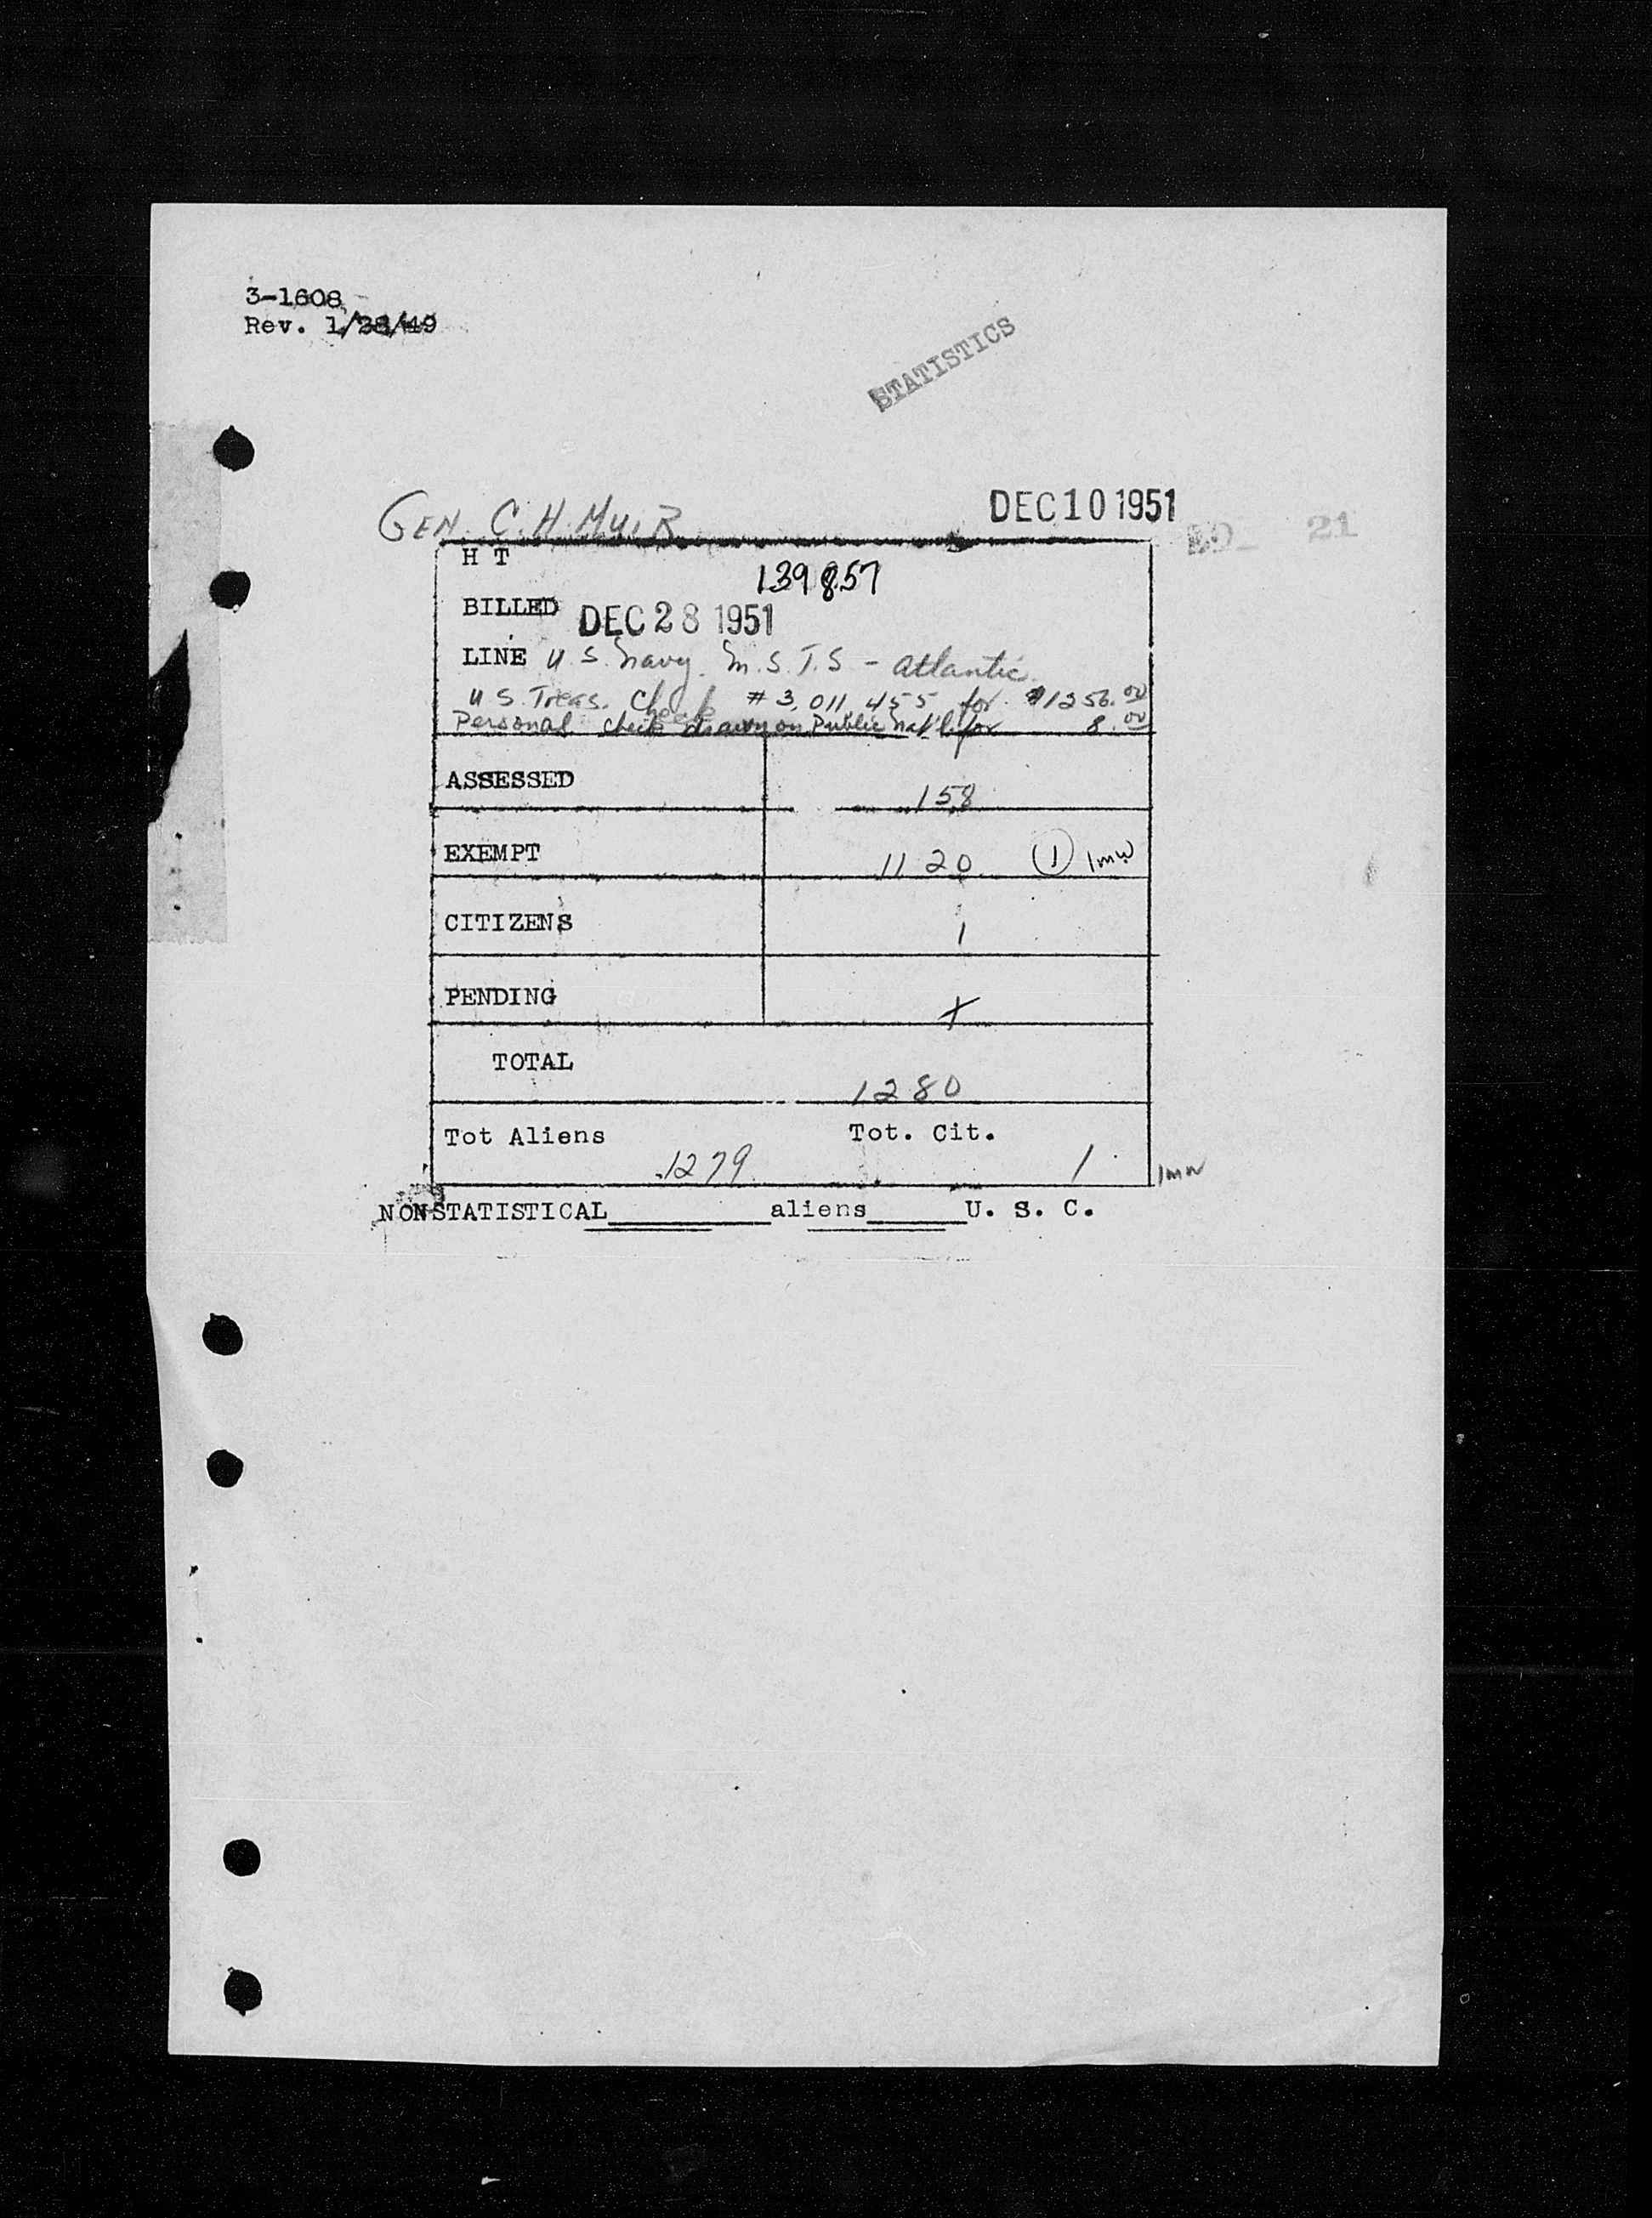 3-1608
Rev. 1/28/49
STATISTICS
GEN. C. H. MUIR DEC 10 1951
21
H T
139857
BILLED DEC 28 1951
LINE U.S. Navy. M.S.T.S - Atlantic.
U S Treas. Check # 3,011,455 for $1256.00
Personal check drawn on Public Nat'l for 8.00
ASSESSED 158
EXEMPT 1120 1 1mw
CITIZENS 1
PENDING X
TOTAL 1280
Tot Aliens Tot. Cit.
1279 1 1mw
NONSTATISTICAL aliens U. S. C.